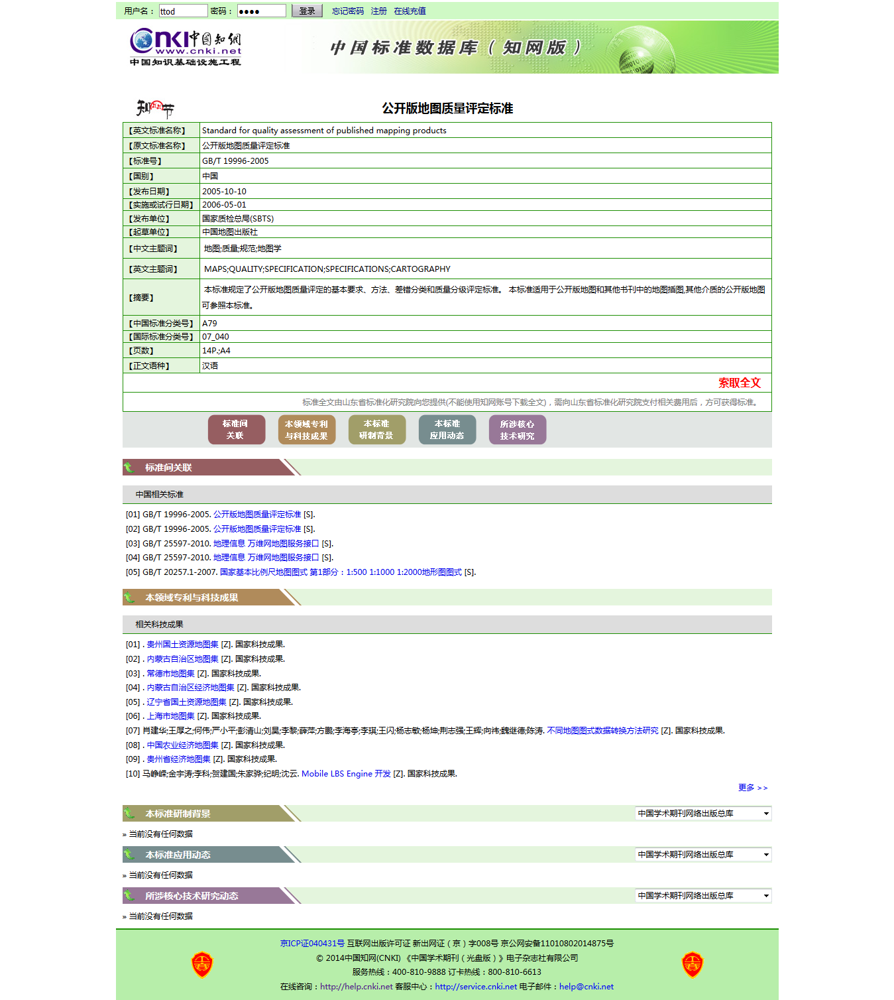 用户名： ttod 密码： ●●●● 登录 忘记密码 注册 在线充值
CNKI中国知网
www.cnki.net
中国知识基础设施工程
中国标准数据库（知网版）
公开版地图质量评定标准
【英文标准名称】 Standard for quality assessment of published mapping products
【原文标准名称】 公开版地图质量评定标准
【标准号】 GB/T 19996-2005
【国别】 中国
【发布日期】 2005-10-10
【实施或试行日期】 2006-05-01
【发布单位】 国家质检总局(SBTS)
【起草单位】 中国地图出版社
【中文主题词】 地图;质量;规范;地图学
【英文主题词】 MAPS;QUALITY;SPECIFICATION;SPECIFICATIONS;CARTOGRAPHY
【摘要】 本标准规定了公开版地图质量评定的基本要求、方法、差错分类和质量分级评定标准。 本标准适用于公开版地图和其他书刊中的地图插图,其他介质的公开版地图
可参照本标准。
【中国标准分类号】 A79
【国际标准分类号】 07_040
【页数】 14P.;A4
【正文语种】 汉语
索取全文
标准全文由山东省标准化研究院向您提供(不能使用知网账号下载全文)，需向山东省标准化研究院支付相关费用后，方可获得标准。
标准间 本领域专利 本标准 本标准 所涉核心
关联 与科技成果 研制背景 应用动态 技术研究
标准间关联
中国相关标准
[01] GB/T 19996-2005. 公开版地图质量评定标准 [S].
[02] GB/T 19996-2005. 公开版地图质量评定标准 [S].
[03] GB/T 25597-2010. 地理信息 万维网地图服务接口 [S].
[04] GB/T 25597-2010. 地理信息 万维网地图服务接口 [S].
[05] GB/T 20257.1-2007. 国家基本比例尺地图图式 第1部分：1:500 1:1000 1:2000地形图图式 [S].
本领域专利与科技成果
相关科技成果
[01] . 贵州国土资源地图集 [Z]. 国家科技成果.
[02] . 内蒙古自治区地图集 [Z]. 国家科技成果.
[03] . 常德市地图集 [Z]. 国家科技成果.
[04] . 内蒙古自治区经济地图集 [Z]. 国家科技成果.
[05] . 辽宁省国土资源地图集 [Z]. 国家科技成果.
[06] . 上海市地图集 [Z]. 国家科技成果.
[07] 肖建华;王厚之;何伟;严小平;彭清山;刘昊;李黎;薛萍;方鹏;李海亭;李琪;王闪;杨志敏;杨坤;荆志强;王辉;向祎;魏继德;陈涛. 不同地图图式数据转换方法研究 [Z]. 国家科技成果.
[08] . 中国农业经济地图集 [Z]. 国家科技成果.
[09] . 贵州省经济地图集 [Z]. 国家科技成果.
[10] 马峥嵘;金宇涛;李科;贺建国;朱家骅;纪明;沈云. Mobile LBS Engine 开发 [Z]. 国家科技成果.
更多 >>
本标准研制背景 中国学术期刊网络出版总库
» 当前没有任何数据
本标准应用动态 中国学术期刊网络出版总库
» 当前没有任何数据
所涉核心技术研究动态 中国学术期刊网络出版总库
» 当前没有任何数据
京ICP证040431号 互联网出版许可证 新出网证（京）字008号 京公网安备11010802014875号
© 2014中国知网(CNKI) 《中国学术期刊（光盘版）》电子杂志社有限公司
服务热线：400-810-9888 订卡热线：800-810-6613
在线咨询：http://help.cnki.net 客服中心：http://service.cnki.net 电子邮件：help@cnki.net